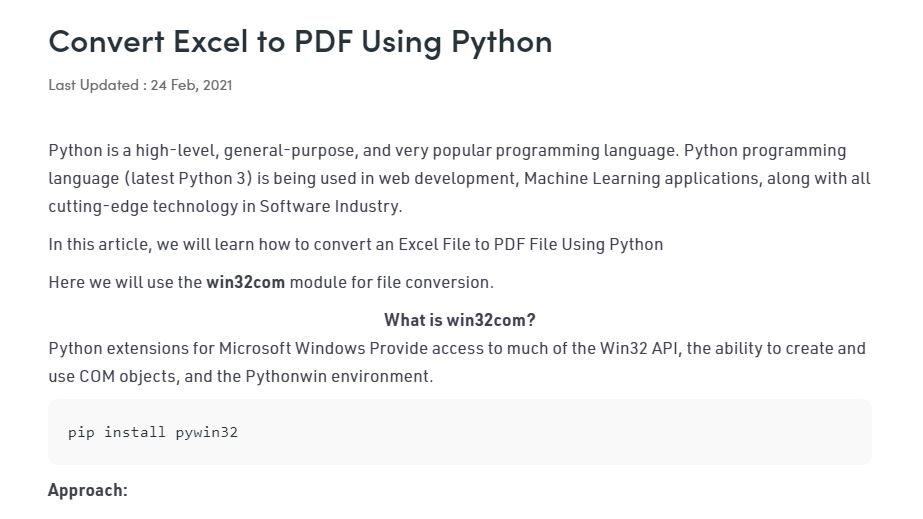 Convert Excel to PDF Using Python
Last Updated : 24 Feb, 2021
Python is a high-level, general-purpose, and very popular programming language. Python programming
language (latest Python 3) is being used in web development, Machine Learning applications, along with all
cutting-edge technology in Software Industry.
In this article, we will learn how to convert an Excel File to PDF File Using Python
Here we will use the win32com module for file conversion.
What is win32com?
Python extensions for Microsoft Windows Provide access to much of the Win32 API, the ability to create and
use COM objects, and the Pythonwin environment.
pip install pywin32
Approach: